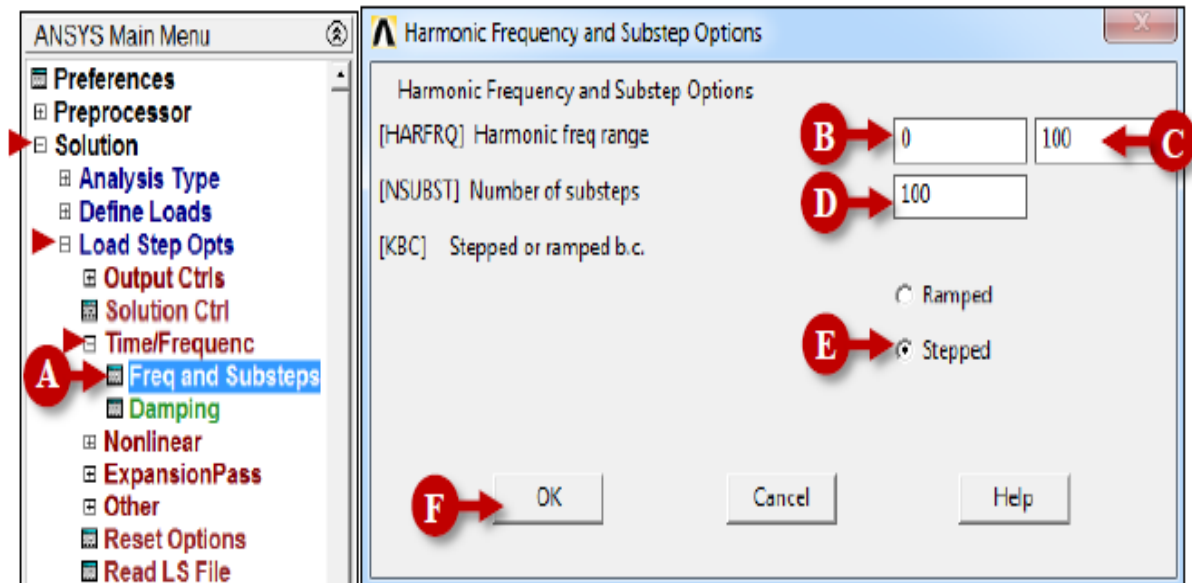 ANSYS Main Menu
Preferences
Preprocessor
Solution
Analysis Type
Define Loads
Load Step Opts
Output Ctrls
Solution Ctrl
Time/Frequenc
A
Freq and Substeps
Damping
Nonlinear
ExpansionPass
Other
Reset Options
Read LS File
Harmonic Frequency and Substep Options
X
Harmonic Frequency and Substep Options
[HARFRQ] Harmonic freq range
B
0
100
C
[NSUBST] Number of substeps
D
100
[KBC] Stepped or ramped b.c.
Ramped
E
Stepped
F
OK
Cancel
Help